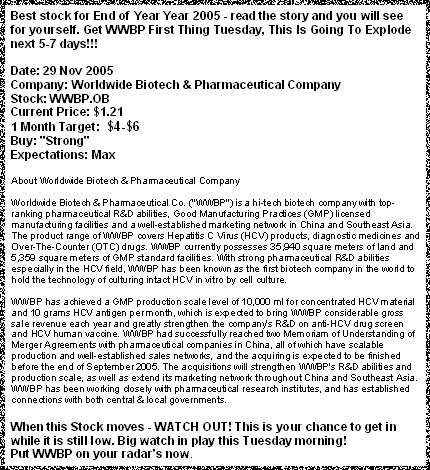 Best stock for End of Year Year 2005 - read the story and you will see
for yourself. Get WWBP First Thing Tuesday, This Is Going To Explode
next 5-7 days!!!
Date: 29 Nov 2005
Company: Worldwide Biotech & Pharmaceutical Company
Stock: WWBP.OB
Current Price: $1.21
1 Month Target: $4-$6
Buy: "Strong"
Expectations: Max
About Worldwide Biotech & Pharmaceutical Company
Worldwide Biotech & Pharmaceutical Co. ("WWBP") is a hi-tech biotech company with top-
ranking pharmaceutical R&D abilities, Good Manufacturing Practices (GMP) licensed
manufacturing facilities and a well-established marketing network in China and Southeast Asia.
The product range of WWBP covers Hepatitis C Virus (HCV) products, diagnostic medicines and
Over-The-Counter (OTC) drugs. WWBP currently possesses 35,940 square meters of land and
5,359 square meters of GMP standard facilities. With strong pharmaceutical R&D abilities
especially in the HCV field, WWBP has been known as the first biotech company in the world to
hold the technology of culturing intact HCV in vitro by cell culture.
WWBP has achieved a GMP production scale level of 10,000 ml for concentrated HCV material
and 10 grams HCV antigen per month, which is expected to bring WWBP considerable gross
sale revenue each year and greatly strengthen the company's R&D on anti-HCV drug screen
and HCV human vaccine. WWBP had successfully reached two Memoriam of Understanding of
Merger Agreements with pharmaceutical companies in China, all of which have scalable
production and well-established sales networks, and the acquiring is expected to be finished
before the end of September 2005. The acquisitions will strengthen WWBP's R&D abilities and
production scale, as well as extend its marketing network throughout China and Southeast Asia.
WWBP has been working closely with pharmaceutical research institutes, and has established
connections with both central & local governments.
When this Stock moves - WATCH OUT! This is your chance to get in
while it is still low. Big watch in play this Tuesday morning!
Put WWBP on your radar's now.